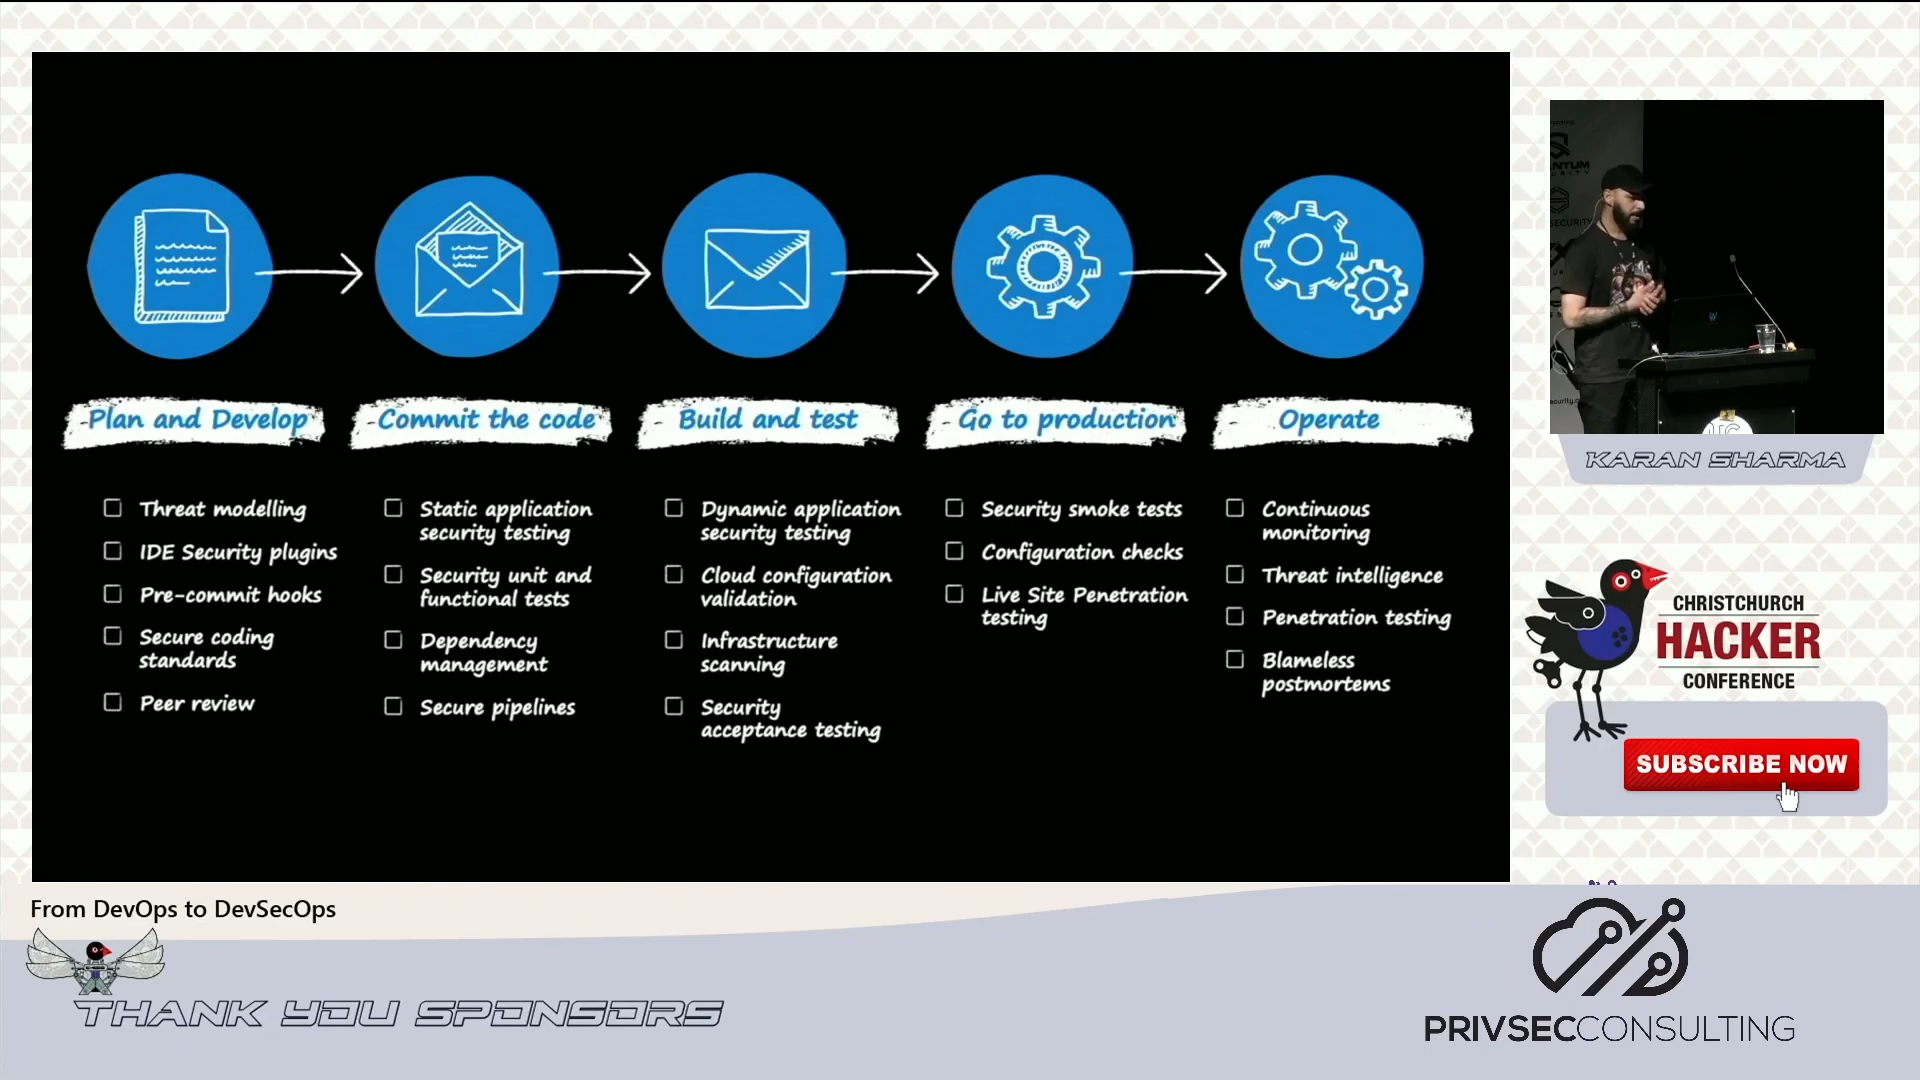 Plan and Develop
Commit the code
Build and test
Go to production
Operate
Threat modelling
IDE Security plugins
Pre-commit hooks
Secure coding
standards
Peer review
Static application
security testing
Security unit and
functional tests
Dependency
management
Secure pipelines
Dynamic application
security testing
Cloud configuration
validation
Infrastructure
scanning
Security
acceptance testing
Security smoke tests
Configuration checks
Live Site Penetration
testing
Continuous
monitoring
Threat intelligence
Penetration testing
Blameless
postmortems
KARAN SHARMA
CHRISTCHURCH
HACKER
CONFERENCE
SUBSCRIBE NOW
From DevOps to DevSecOps
THANK YOU SPONSORS
PRIVSECCONSULTING